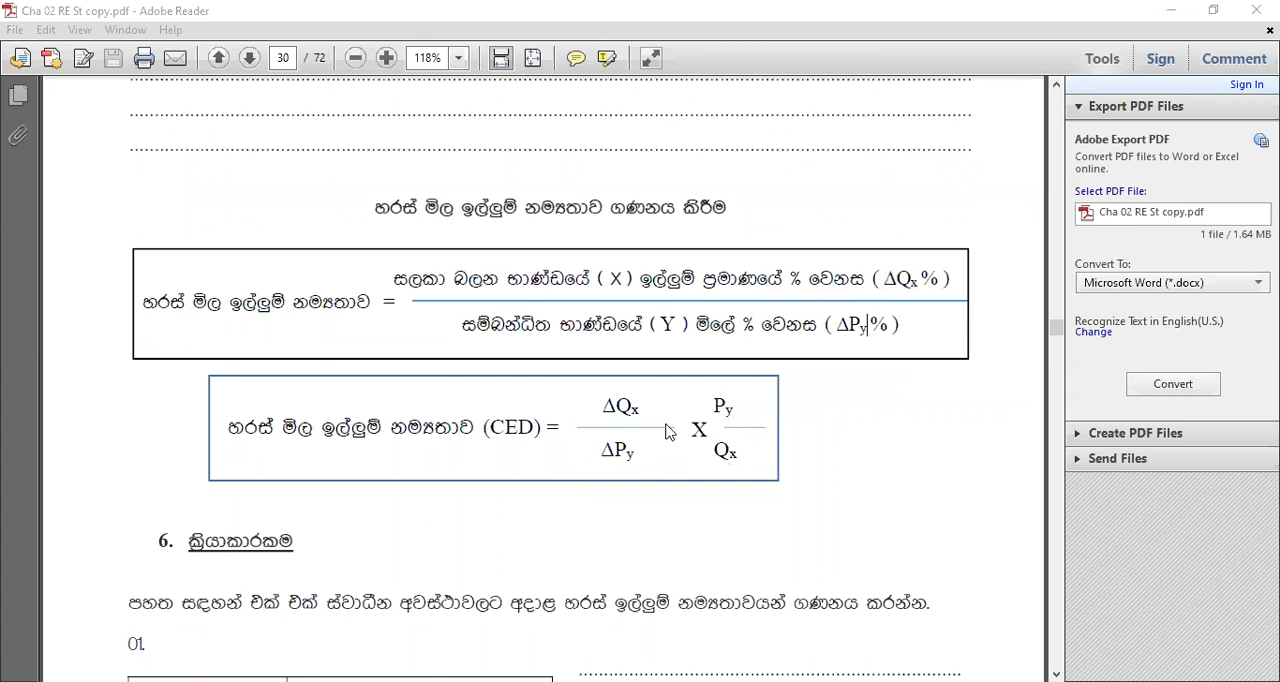 Cha 02 RE St copy.pdf - Adobe Reader
File Edit View Window Help
30 / 72 118% Tools Sign Comment
Sign In
Export PDF Files
Adobe Export PDF
Convert PDF files to Word or Excel
online.
Select PDF File:
Cha 02 RE St copy.pdf
1 file / 1.64 MB
Convert To:
Microsoft Word (*.docx)
Recognize Text in English(U.S.)
Change
Convert
Create PDF Files
Send Files
හරස් මිල ඉල්ලුම් නම්‍යතාව ගණනය කිරීම
සලකා බලන භාණ්ඩයේ ( X ) ඉල්ලුම් ප්‍රමාණයේ % වෙනස ( ΔQx % )
හරස් මිල ඉල්ලුම් නම්‍යතාව =
සම්බන්ධිත භාණ්ඩයේ ( Y ) මිලේ % වෙනස ( ΔPy% )
ΔQx Py
හරස් මිල ඉල්ලුම් නම්‍යතාව (CED) = X
ΔPy Qx
6. ක්‍රියාකාරකම
පහත සඳහන් එක් එක් ස්වාධීන අවස්ථාවලට අදාළ හරස් ඉල්ලුම් නම්‍යතාවයන් ගණනය කරන්න.
01.